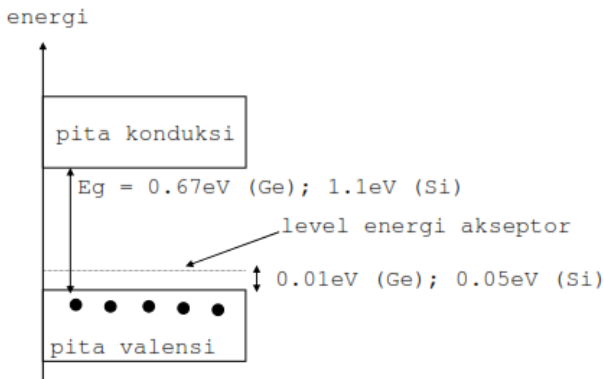 energi
pita konduksi
Eg = 0.67eV (Ge); 1.1eV (Si)
level energi akseptor
0.01eV (Ge); 0.05eV (Si)
pita valensi